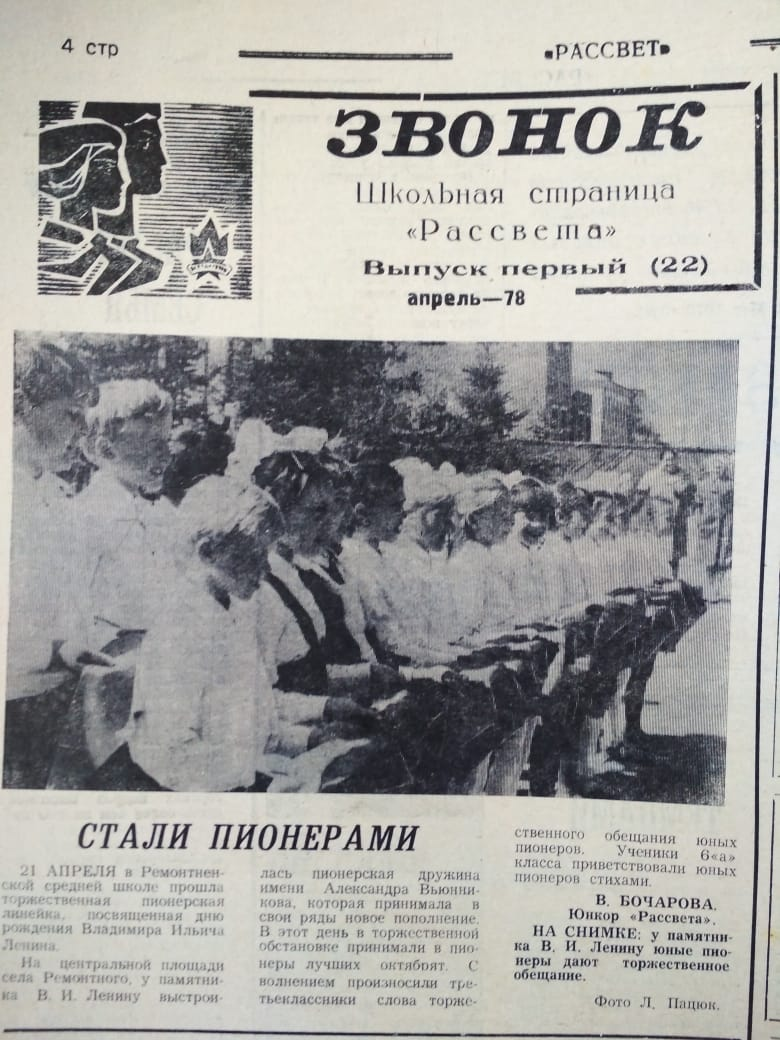 4 стр
«РАССВЕТ»
ЗВОНОК
Школьная страница
«Рассвета»
Выпуск первый (22)
апрель—78
СТАЛИ ПИОНЕРАМИ
21 АПРЕЛЯ в Ремонтнен-
ской средней школе прошла
торжественная пионерская
линейка, посвященная дню
рождения Владимира Ильича
Ленина.
На центральной площади
села Ремонтного, у памятни-
ка В. И. Ленину выстрои-
лась пионерская дружина
имени Александра Вьюнни-
кова, которая принимала в
свои ряды новое пополнение.
В этот день в торжественной
обстановке принимали в пио-
неры лучших октябрят. С
волнением произносили тре-
тьеклассники слова торже-
ственного обещания юных
пионеров. Ученики 6«а»
класса приветствовали юных
пионеров стихами.
В. БОЧАРОВА.
Юнкор «Рассвета».
НА СНИМКЕ: у памятни-
ка В. И. Ленину юные пио-
неры дают торжественное
обещание.
Фото Л. Пацюк.